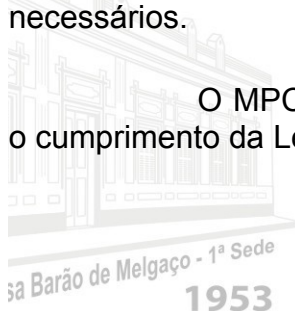 necessários.
O MPC
o cumprimento da Le
sa Barão de Melgaço - 1ª Sede
1953